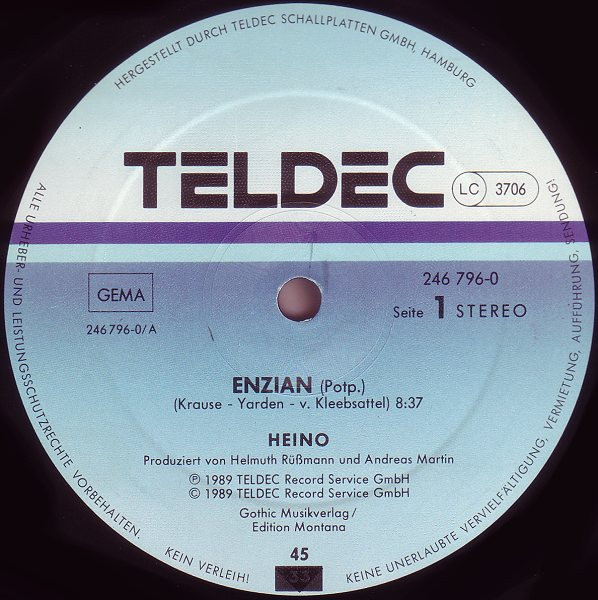 HERGESTELLT DURCH TELDEC SCHALLPLATTEN GMBH, HAMBURG
TELDEC
LC 3706
GEMA
246 796-0/A
246 796-0
Seite 1 STEREO
ENZIAN (Potp.)
(Krause - Yarden - v. Kleebsattel) 8:37
HEINO
Produziert von Helmuth Rüßmann und Andreas Martin
℗ 1989 TELDEC Record Service GmbH
© 1989 TELDEC Record Service GmbH
Gothic Musikverlag/
Edition Montana
45
ALLE URHEBER- UND LEISTUNGSSCHUTZRECHTE VORBEHALTEN. KEIN VERLEIH! KEINE UNERLAUBTE VERVIELFÄLTIGUNG, VERMIETUNG, AUFFÜHRUNG, SENDUNG!